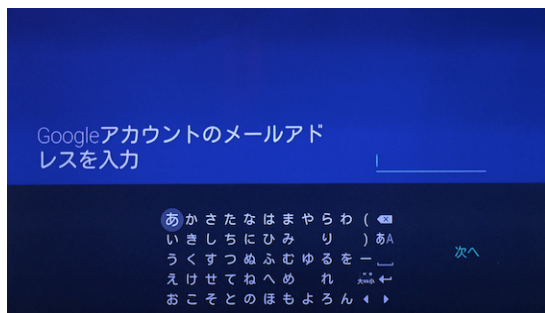 Googleアカウントのメールアド
レスを入力
あかさたなはまやらわ(
いきしちにひみ り )あA
うくすつぬふむゆるをー
次へ
えけせてねへめ れ 大⇔小
おこそとのほもよろん